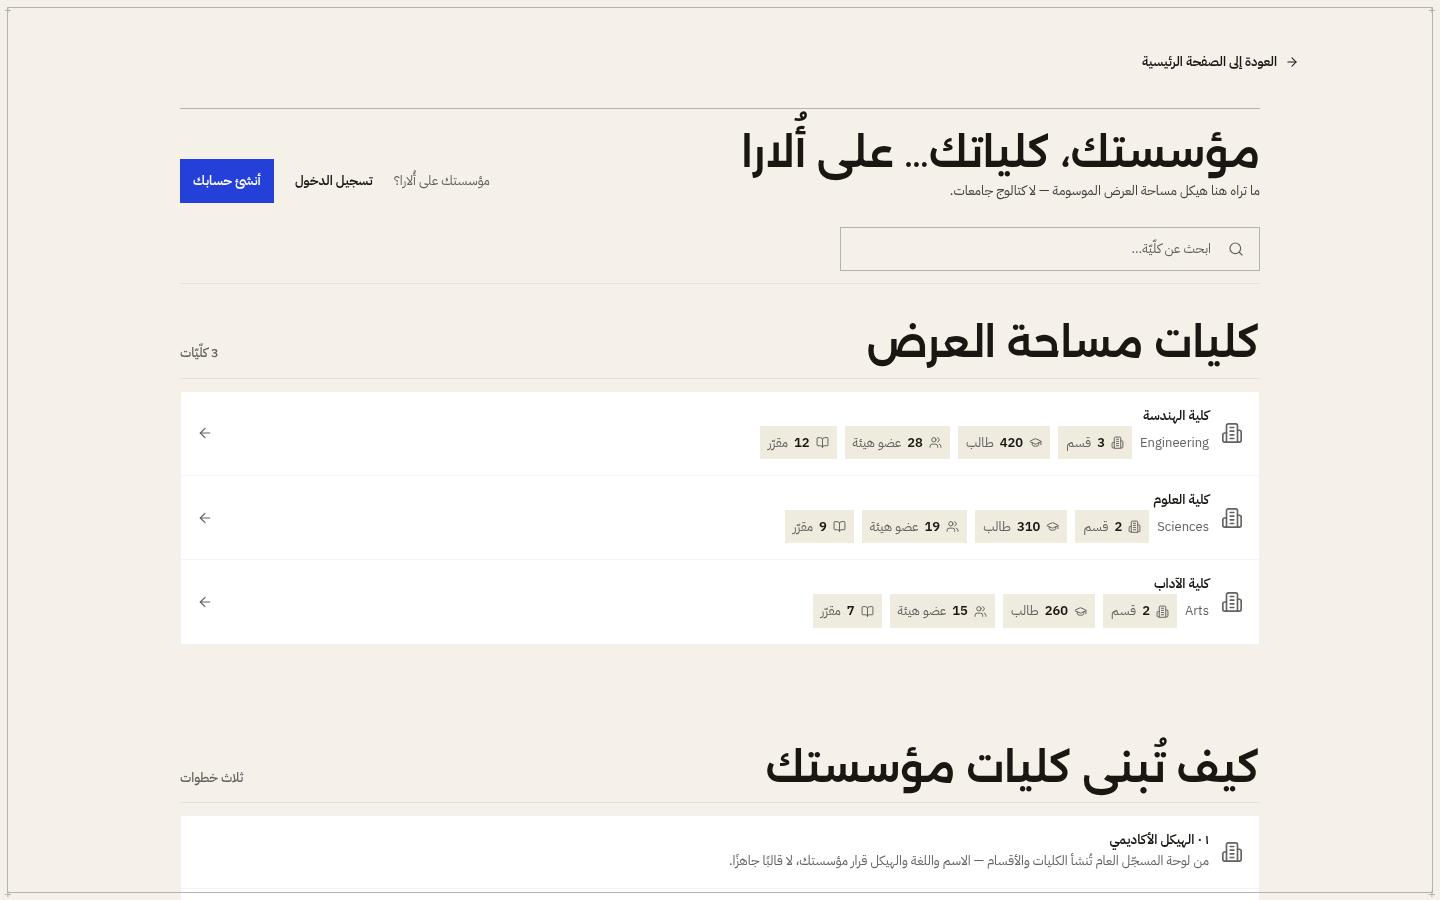 العودة إلى الصفحة الرئيسية
مؤسستك، كلياتك... على أُلارا
ما تراه هنا هيكل مساحة العرض الموسومة — لا كتالوج جامعات.
مؤسستك على أُلارا؟
تسجيل الدخول
أنشئ حسابك
ابحث عن كلّيّة...
كليات مساحة العرض
3 كلّيّات
كلية الهندسة
Engineering 3 قسم 420 طالب 28 عضو هيئة 12 مقرّر
كلية العلوم
Sciences 2 قسم 310 طالب 19 عضو هيئة 9 مقرّر
كلية الآداب
Arts 2 قسم 260 طالب 15 عضو هيئة 7 مقرّر
كيف تُبنى كليات مؤسستك
ثلاث خطوات
٠١ الهيكل الأكاديمي
من لوحة المسجّل العام تُنشأ الكليات والأقسام — الاسم واللغة والهيكل قرار مؤسستك، لا قالبًا جاهزًا.